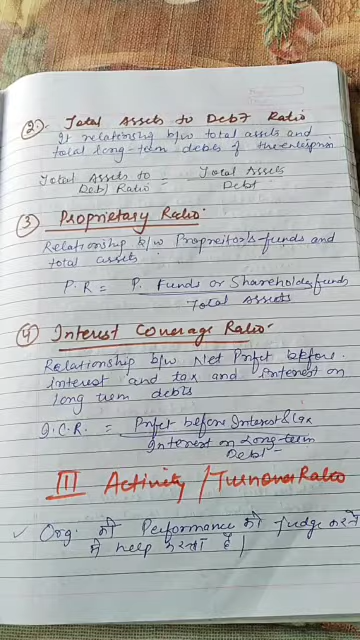 2. Total Assets to Debt Ratio
It relationship b/w total assets and
total long-term debts of the enterprise
Total Assets to Debt Ratio = Total Assets / Debt
3 Proprietary Ratio
Relationship b/w Propreitor's funds and
total assets
P.R = P. Funds or Shareholders funds / Total Assets
4 Interest Coverage Ratio
Relationship b/w Net Profit before
interest and tax and interest on
long term debts
I.C.R. = Profit before Interest & Tax / Interest on Long-term Debt
III Activity / Turnover Ratio
✓ Org. की Performance को judge करने
में help करता है |